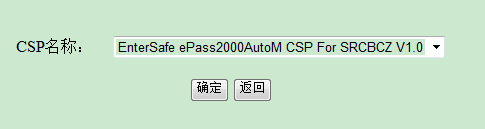 CSP名称： EnterSafe ePass2000AutoM CSP For SRCBCZ V1.0
确定 返回